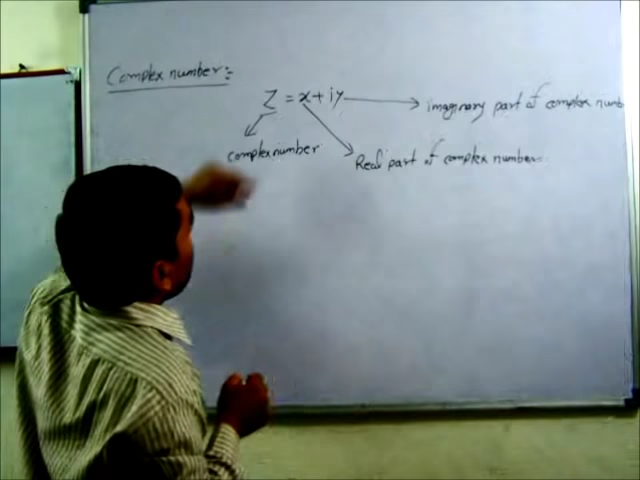 Complex number:
Z = x + iy → imaginary part of complex numb
complex number
Real part of complex number.